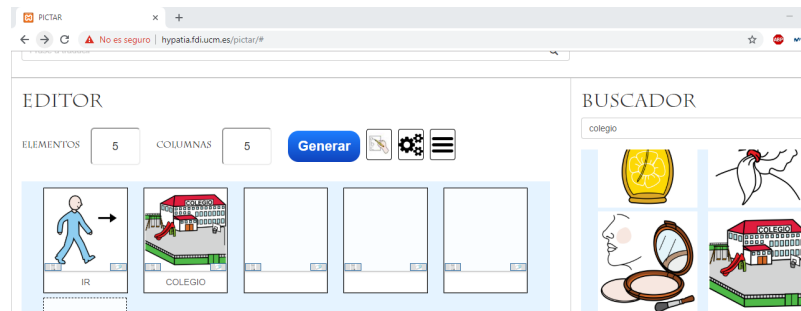 PICTAR
No es seguro
hypatia.fdi.ucm.es/pictar/#
EDITOR
ELEMENTOS 5 COLUMNAS 5 Generar
IR
COLEGIO
COLEGIO
BUSCADOR
colegio
COLEGIO